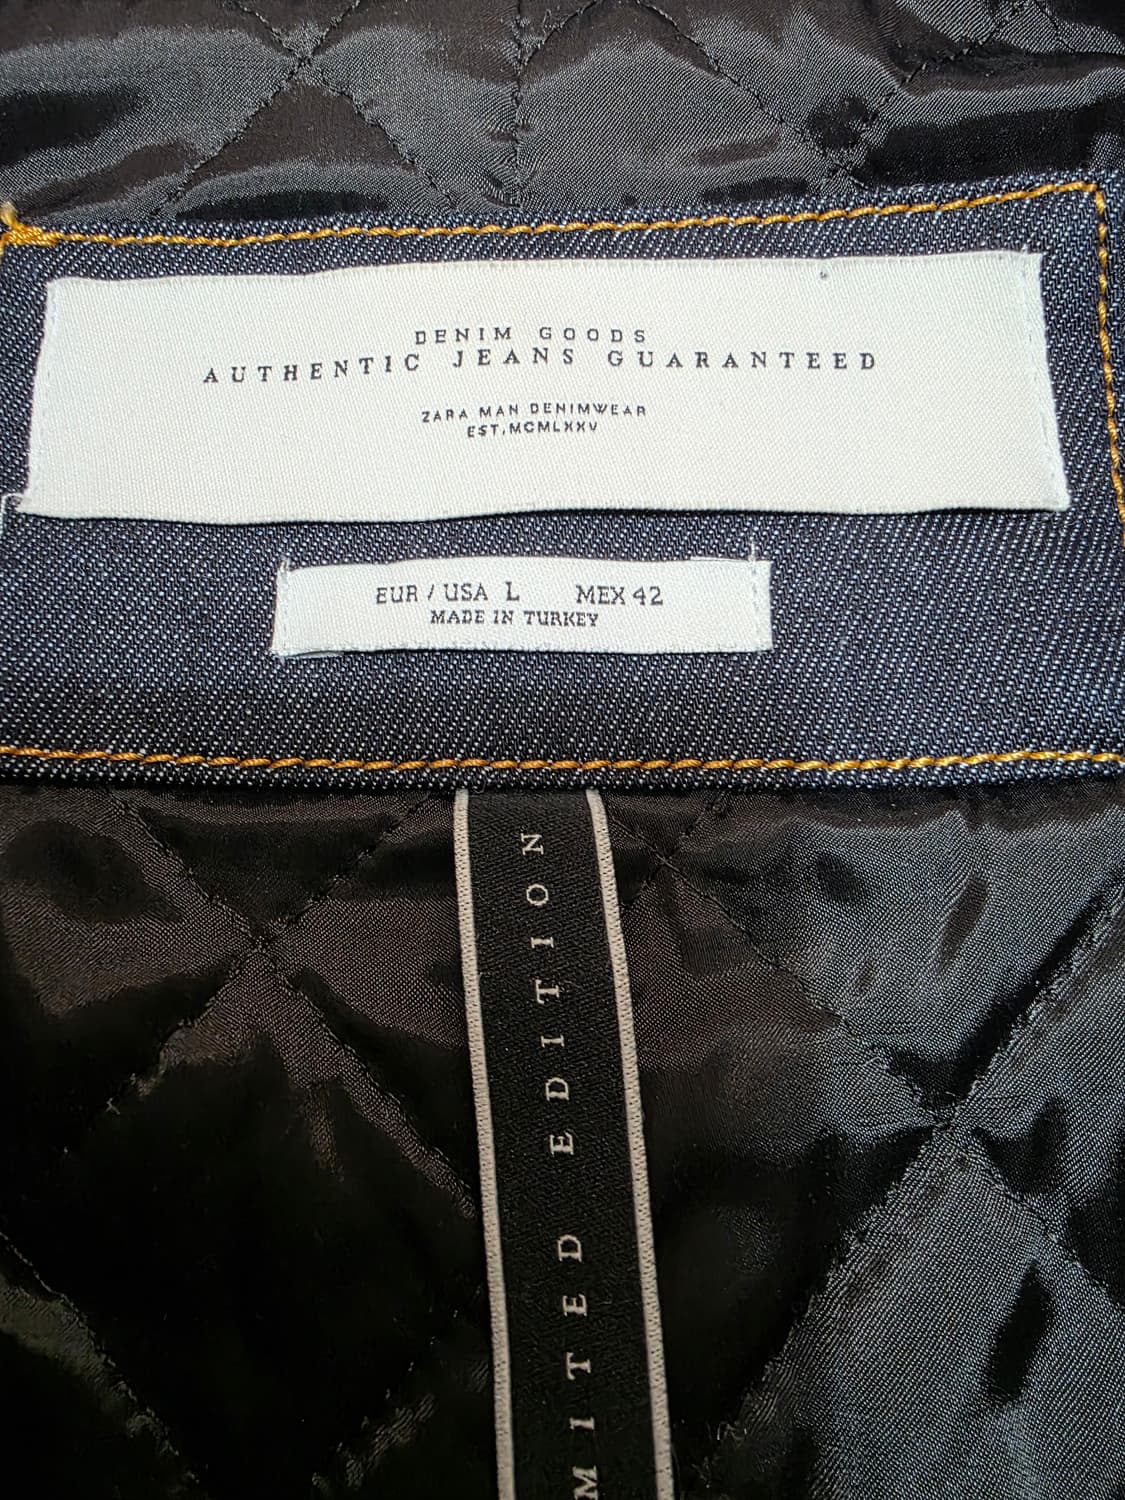 DENIM GOODS
AUTHENTIC JEANS GUARANTEED
ZARA MAN DENIMWEAR
EST.MCMLXXV
EUR / USA L MEX 42
MADE IN TURKEY
MITED EDITION